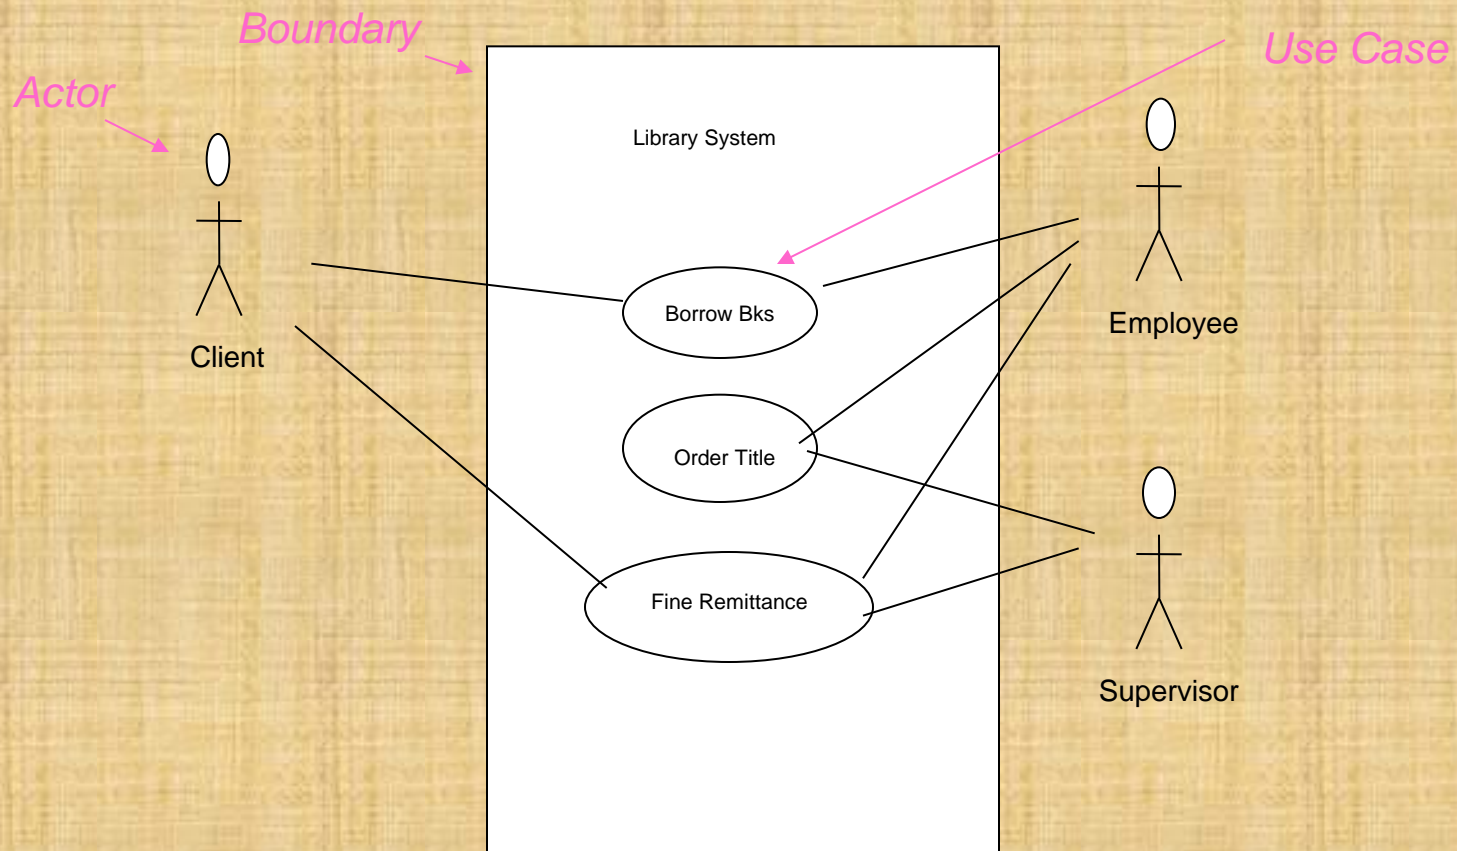 Boundary
Use Case
Actor
Library System
Borrow Bks
Employee
Client
Order Title
Fine Remittance
Supervisor